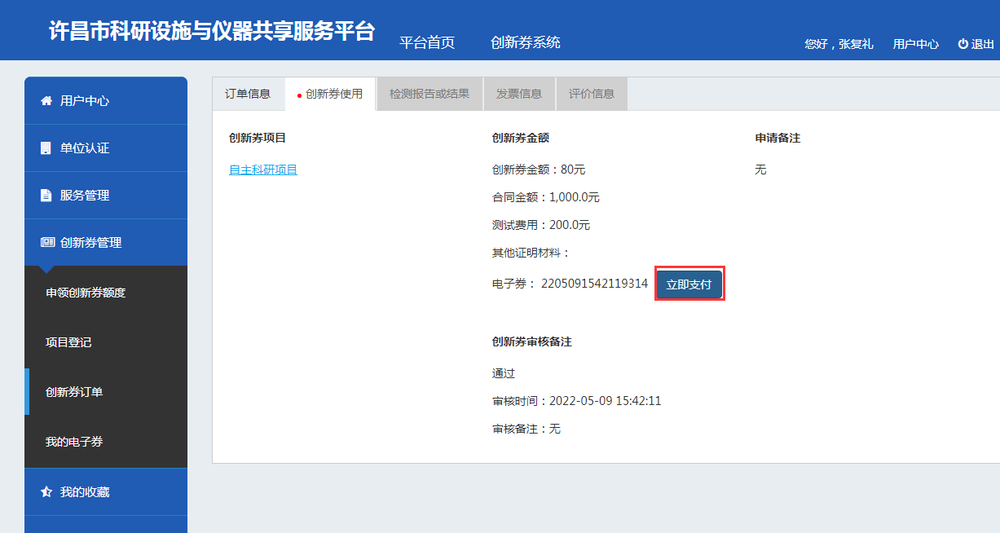 许昌市科研设施与仪器共享服务平台
平台首页
创新券系统
您好，张复礼
用户中心
退出
用户中心
单位认证
服务管理
创新券管理
申领创新券额度
项目登记
创新券订单
我的电子券
我的收藏
订单信息
创新券使用
检测报告或结果
发票信息
评价信息
创新券项目
自主科研项目
创新券金额
创新券金额：80元
合同金额：1,000.0元
测试费用：200.0元
其他证明材料：
电子券： 2205091542119314
立即支付
创新券审核备注
通过
审核时间：2022-05-09 15:42:11
审核备注：无
申请备注
无